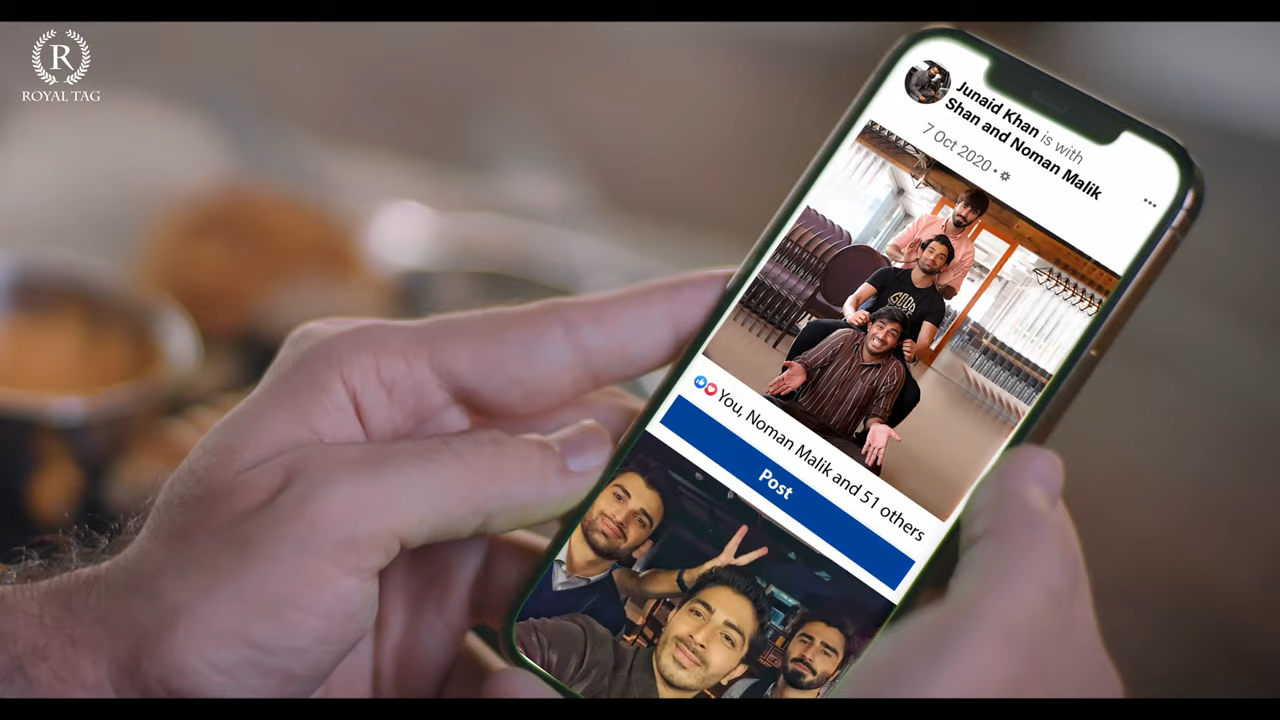 R
ROYAL TAG
Junaid Khan is with
Shan and Noman Malik
7 Oct 2020
You, Noman Malik and 51 others
Post